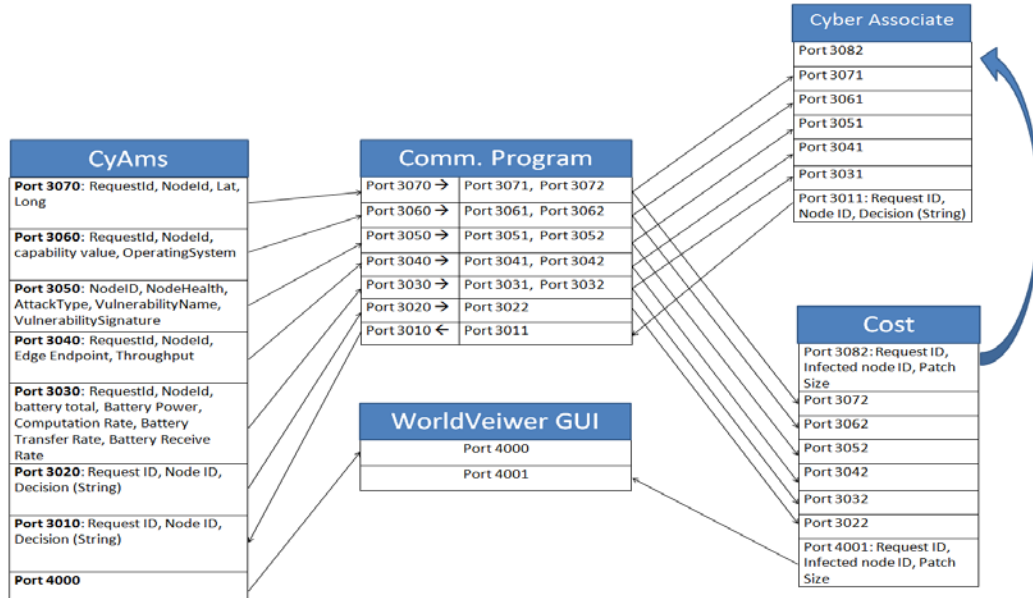 CyAms
Port 3070: RequestId, NodeId, Lat,
Long
Port 3060: RequestId, NodeId,
capability value, OperatingSystem
Port 3050: NodeID, NodeHealth,
AttackType, VulnerabilityName,
VulnerabilitySignature
Port 3040: RequestId, NodeId,
Edge Endpoint, Throughput
Port 3030: RequestId, NodeId,
battery total, Battery Power,
Computation Rate, Battery
Transfer Rate, Battery Receive
Rate
Port 3020: Request ID, Node ID,
Decision (String)
Port 3010: Request ID, Node ID,
Decision (String)
Port 4000
Comm. Program
Port 3070 → Port 3071, Port 3072
Port 3060 → Port 3061, Port 3062
Port 3050 → Port 3051, Port 3052
Port 3040 → Port 3041, Port 3042
Port 3030 → Port 3031, Port 3032
Port 3020 → Port 3022
Port 3010 ← Port 3011
WorldVeiwer GUI
Port 4000
Port 4001
Cyber Associate
Port 3082
Port 3071
Port 3061
Port 3051
Port 3041
Port 3031
Port 3011: Request ID,
Node ID, Decision (String)
Cost
Port 3082: Request ID,
Infected node ID, Patch
Size
Port 3072
Port 3062
Port 3052
Port 3042
Port 3032
Port 3022
Port 4001: Request ID,
Infected node ID, Patch
Size